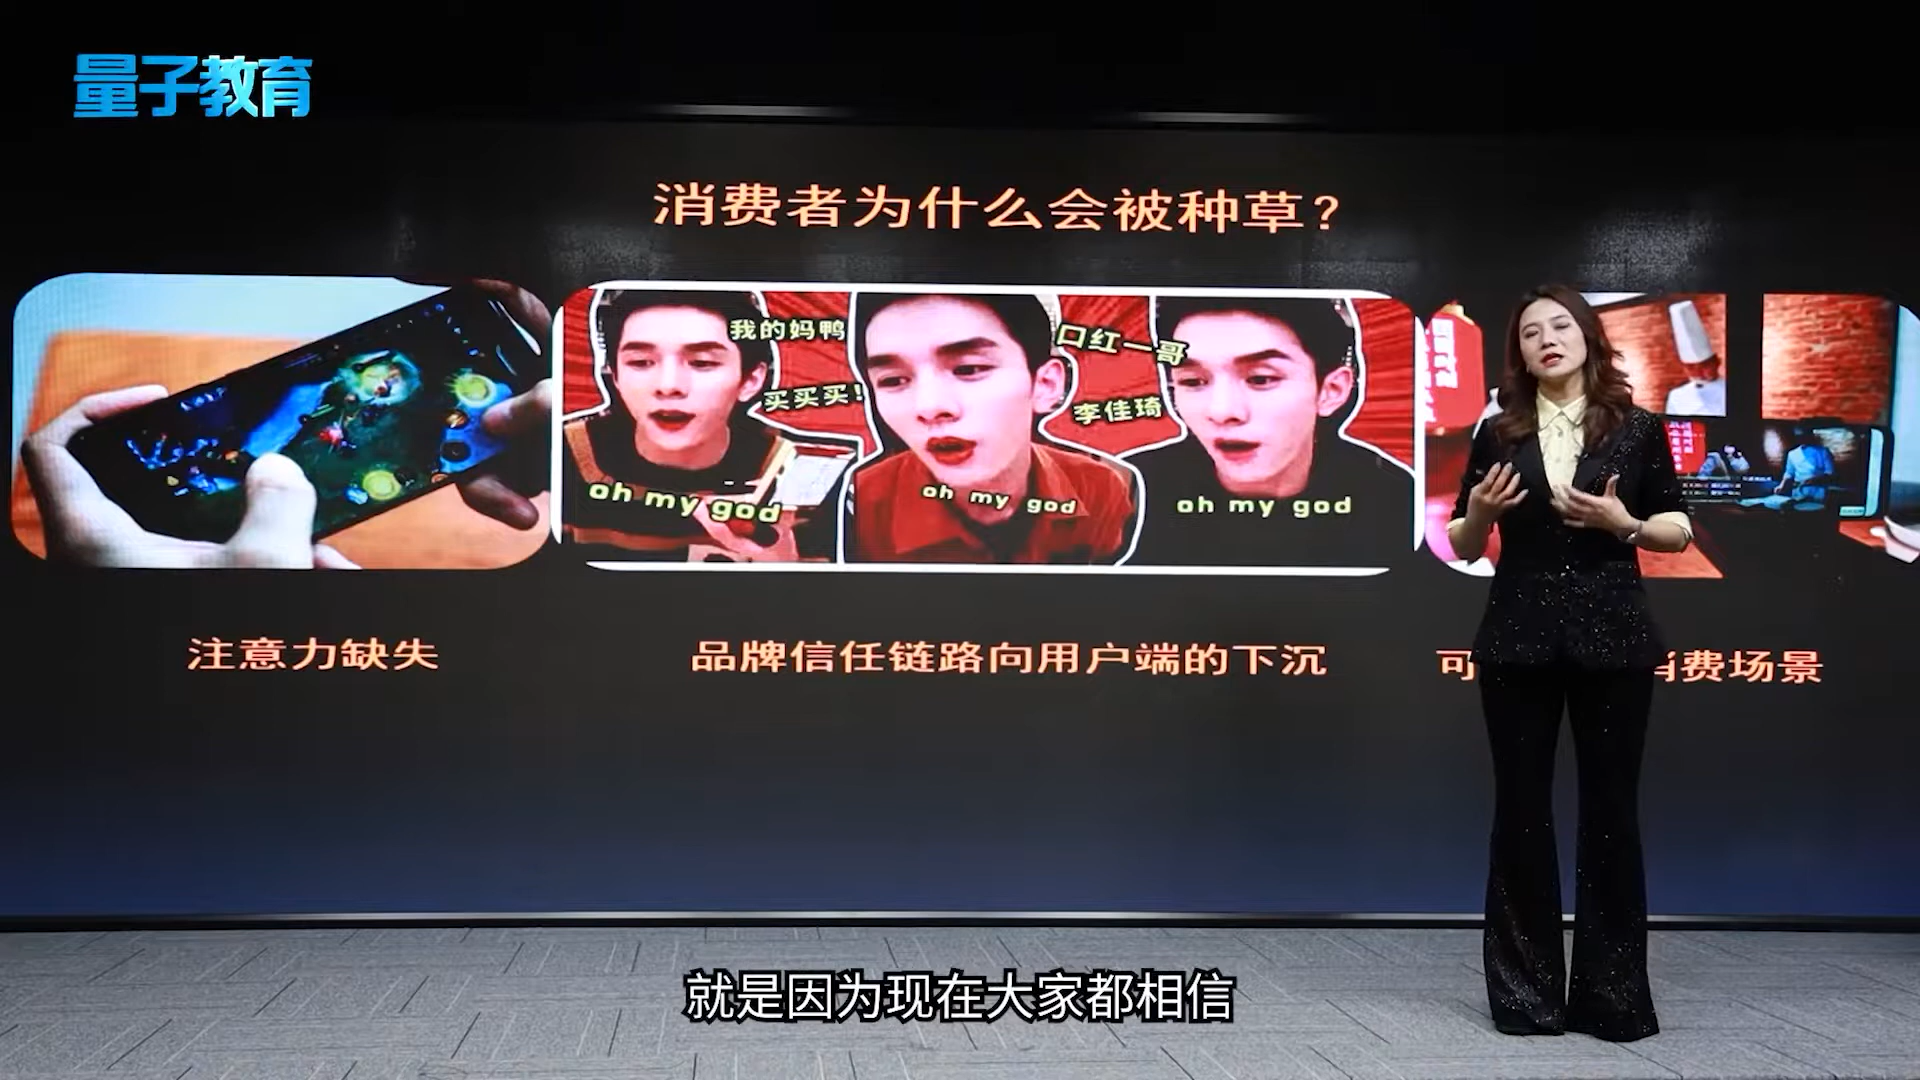 量子教育
消费者为什么会被种草?
我的妈鸭
买买买!
口红一哥
李佳琦
oh my god
oh my god
oh my god
注意力缺失
品牌信任链路向用户端的下沉
可
消费场景
就是因为现在大家都相信